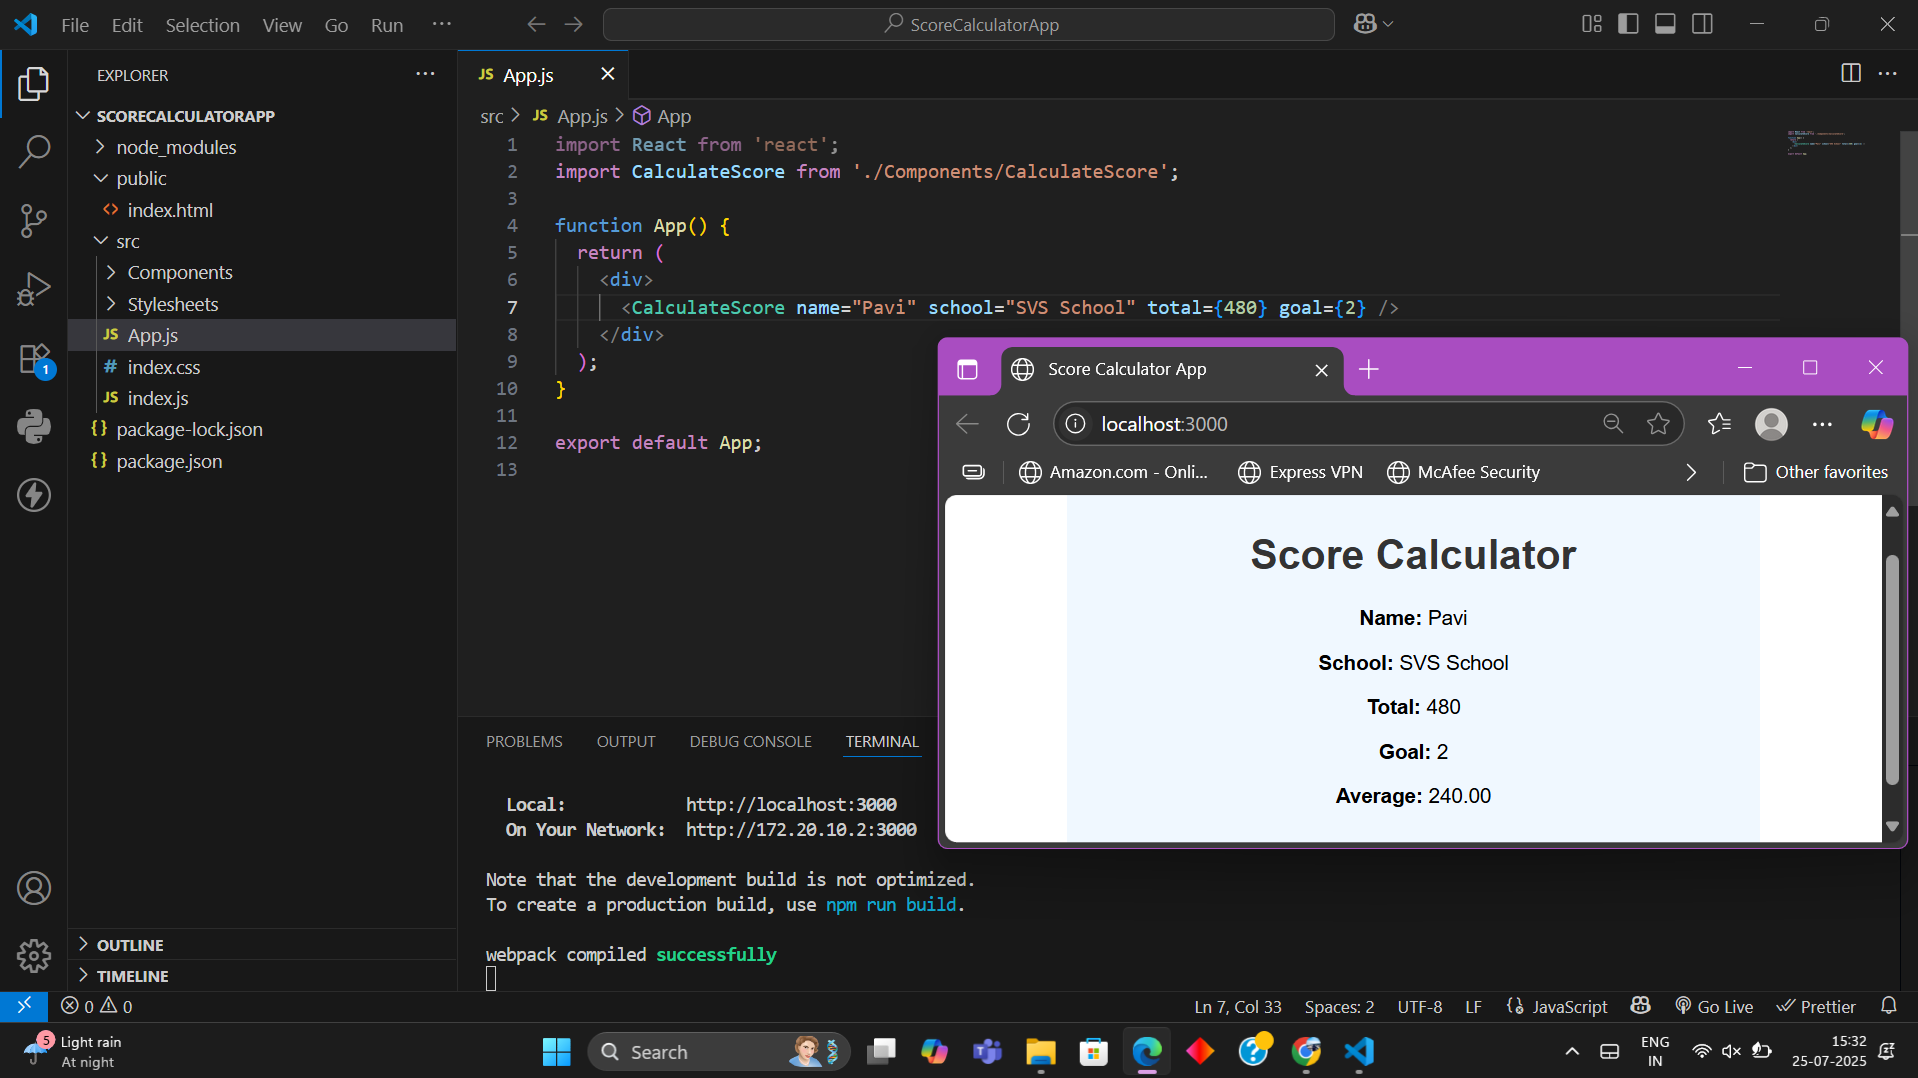 File Edit Selection View Go Run ···
ScoreCalculatorApp
EXPLORER
SCORECALCULATORAPP
node_modules
public
<> index.html
src
Components
Stylesheets
JS App.js
# index.css
JS index.js
{} package-lock.json
{} package.json
OUTLINE
TIMELINE
1
JS App.js
src > JS App.js > App
1 import React from 'react';
2 import CalculateScore from './Components/CalculateScore';
3
4 function App() {
5 return (
6 <div>
7 <CalculateScore name="Pavi" school="SVS School" total={480} goal={2} />
8 </div>
9 );
10 }
11
12 export default App;
13
PROBLEMS OUTPUT DEBUG CONSOLE TERMINAL
Local: http://localhost:3000
On Your Network: http://172.20.10.2:3000
Note that the development build is not optimized.
To create a production build, use npm run build.
webpack compiled successfully
Score Calculator App
localhost:3000
Amazon.com - Onli... Express VPN McAfee Security Other favorites
Score Calculator
Name: Pavi
School: SVS School
Total: 480
Goal: 2
Average: 240.00
0 0 Ln 7, Col 33 Spaces: 2 UTF-8 LF {} JavaScript Go Live Prettier
5 Light rain
At night
Search
ENG
IN
15:32
25-07-2025